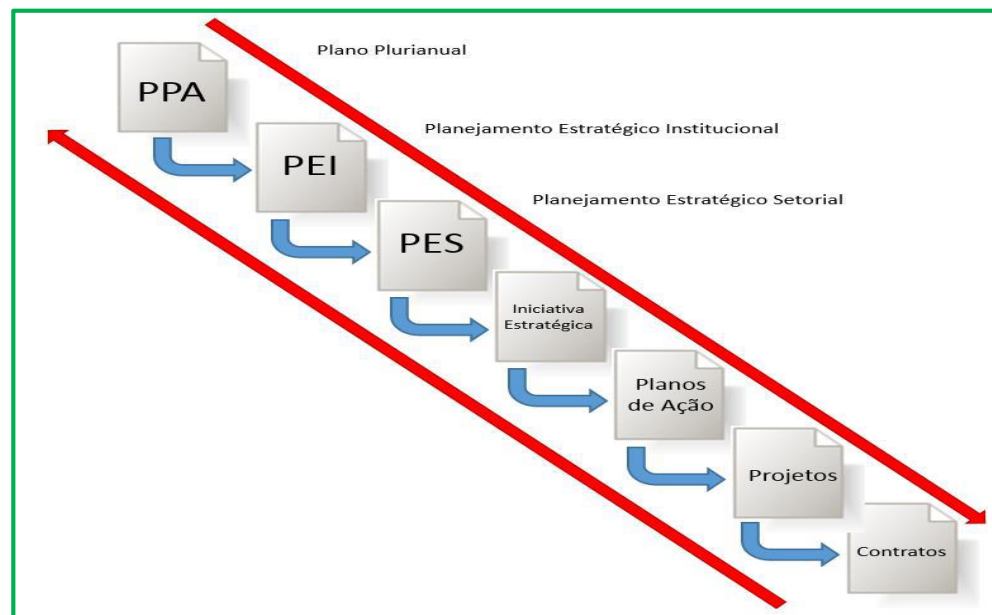 Plano Plurianual
PPA
Planejamento Estratégico Institucional
PEI
Planejamento Estratégico Setorial
PES
Iniciativa
Estratégica
Planos
de Ação
Projetos
Contratos